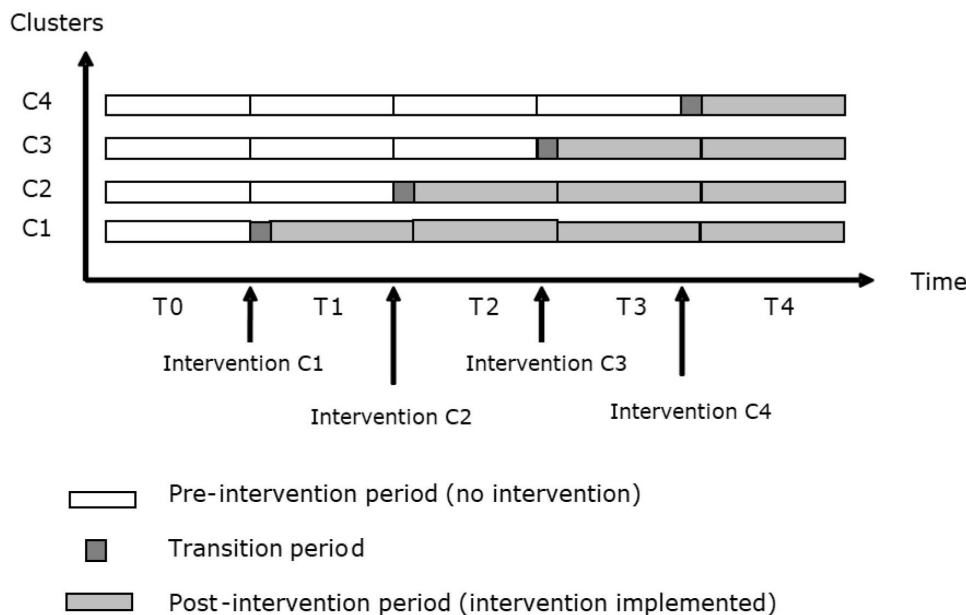 Clusters
C4
C3
C2
C1
Time
T0 T1 T2 T3 T4
Intervention C1 Intervention C3
Intervention C2 Intervention C4
Pre-intervention period (no intervention)
Transition period
Post-intervention period (intervention implemented)